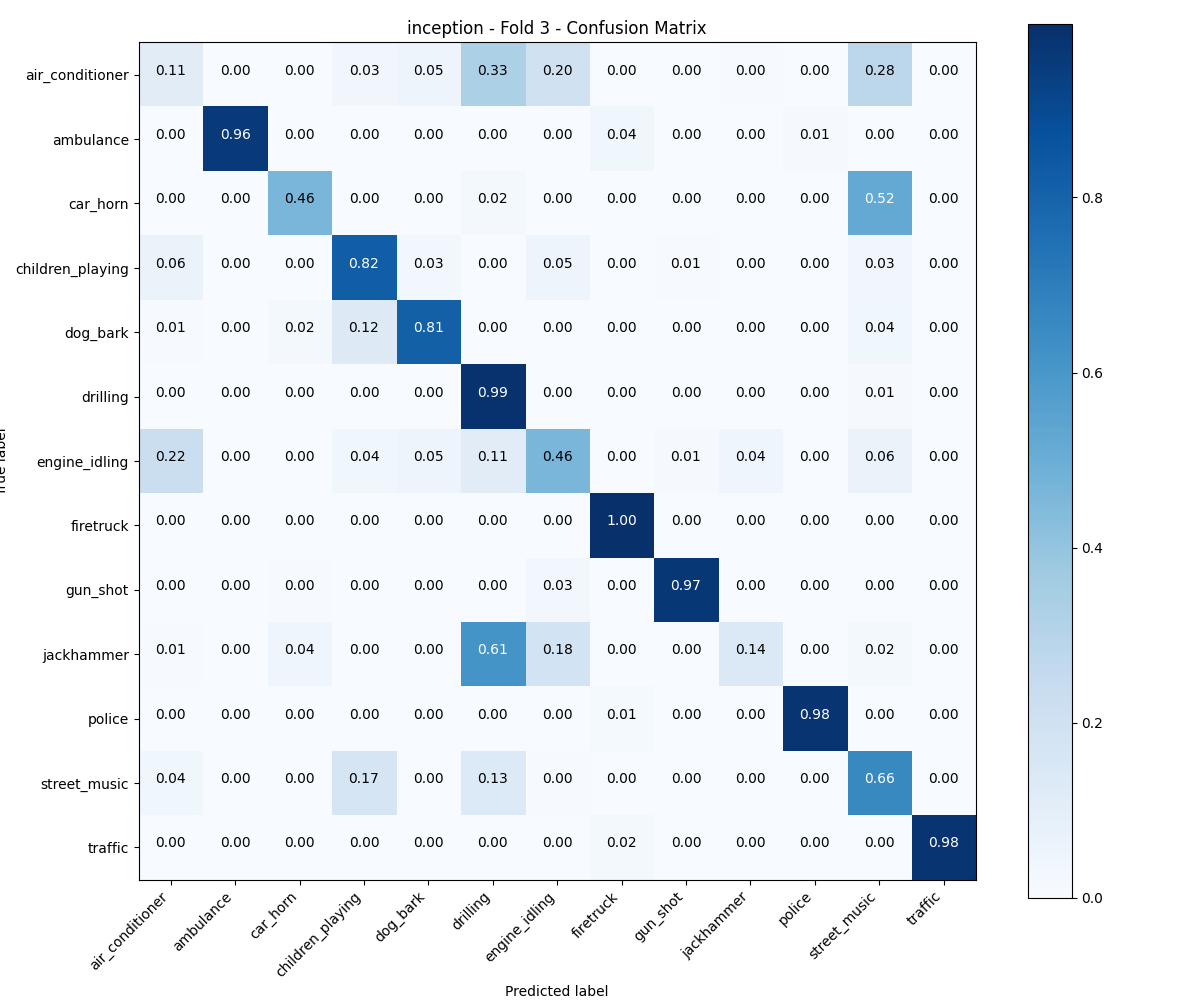 inception - Fold 3 - Confusion Matrix
air_conditioner 0.11 0.00 0.00 0.03 0.05 0.33 0.20 0.00 0.00 0.00 0.00 0.28 0.00
ambulance 0.00 0.96 0.00 0.00 0.00 0.00 0.00 0.04 0.00 0.00 0.01 0.00 0.00
car_horn 0.00 0.00 0.46 0.00 0.00 0.02 0.00 0.00 0.00 0.00 0.00 0.52 0.00
children_playing 0.06 0.00 0.00 0.82 0.03 0.00 0.05 0.00 0.01 0.00 0.00 0.03 0.00
dog_bark 0.01 0.00 0.02 0.12 0.81 0.00 0.00 0.00 0.00 0.00 0.00 0.04 0.00
drilling 0.00 0.00 0.00 0.00 0.00 0.99 0.00 0.00 0.00 0.00 0.00 0.01 0.00
engine_idling 0.22 0.00 0.00 0.04 0.05 0.11 0.46 0.00 0.01 0.04 0.00 0.06 0.00
firetruck 0.00 0.00 0.00 0.00 0.00 0.00 0.00 1.00 0.00 0.00 0.00 0.00 0.00
gun_shot 0.00 0.00 0.00 0.00 0.00 0.00 0.03 0.00 0.97 0.00 0.00 0.00 0.00
jackhammer 0.01 0.00 0.04 0.00 0.00 0.61 0.18 0.00 0.00 0.14 0.00 0.02 0.00
police 0.00 0.00 0.00 0.00 0.00 0.00 0.00 0.01 0.00 0.00 0.98 0.00 0.00
street_music 0.04 0.00 0.00 0.17 0.00 0.13 0.00 0.00 0.00 0.00 0.00 0.66 0.00
traffic 0.00 0.00 0.00 0.00 0.00 0.00 0.00 0.02 0.00 0.00 0.00 0.00 0.98
air_conditioner ambulance car_horn children_playing dog_bark drilling engine_idling firetruck gun_shot jackhammer police street_music traffic
Predicted label
0.8
0.6
0.4
0.2
0.0